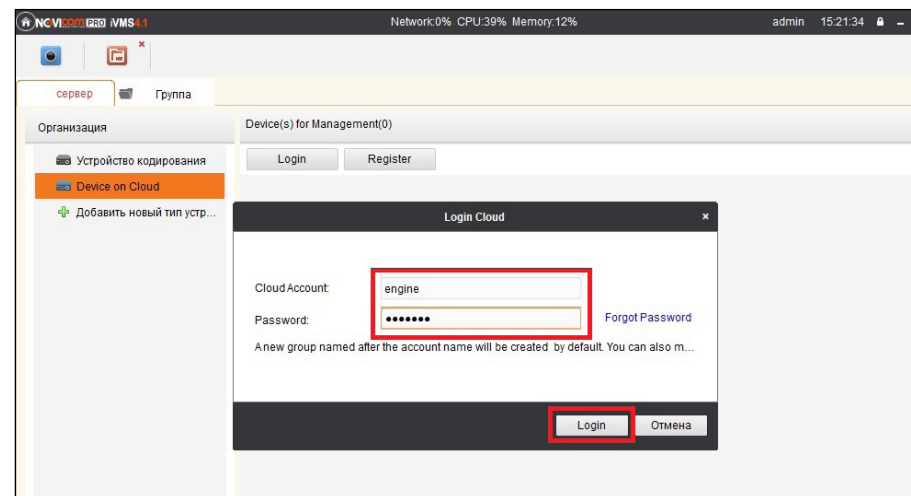 NOVIcam PRO iVMS4.1 Network:0% CPU:39% Memory:12% admin 15:21:34
сервер Группа
Организация Device(s) for Management(0)
Login Register
Устройство кодирования
Device on Cloud
Добавить новый тип устр...
Login Cloud
Cloud Account: engine
Password: ●●●●●●● Forgot Password
A new group named after the account name will be created by default. You can also m...
Login Отмена